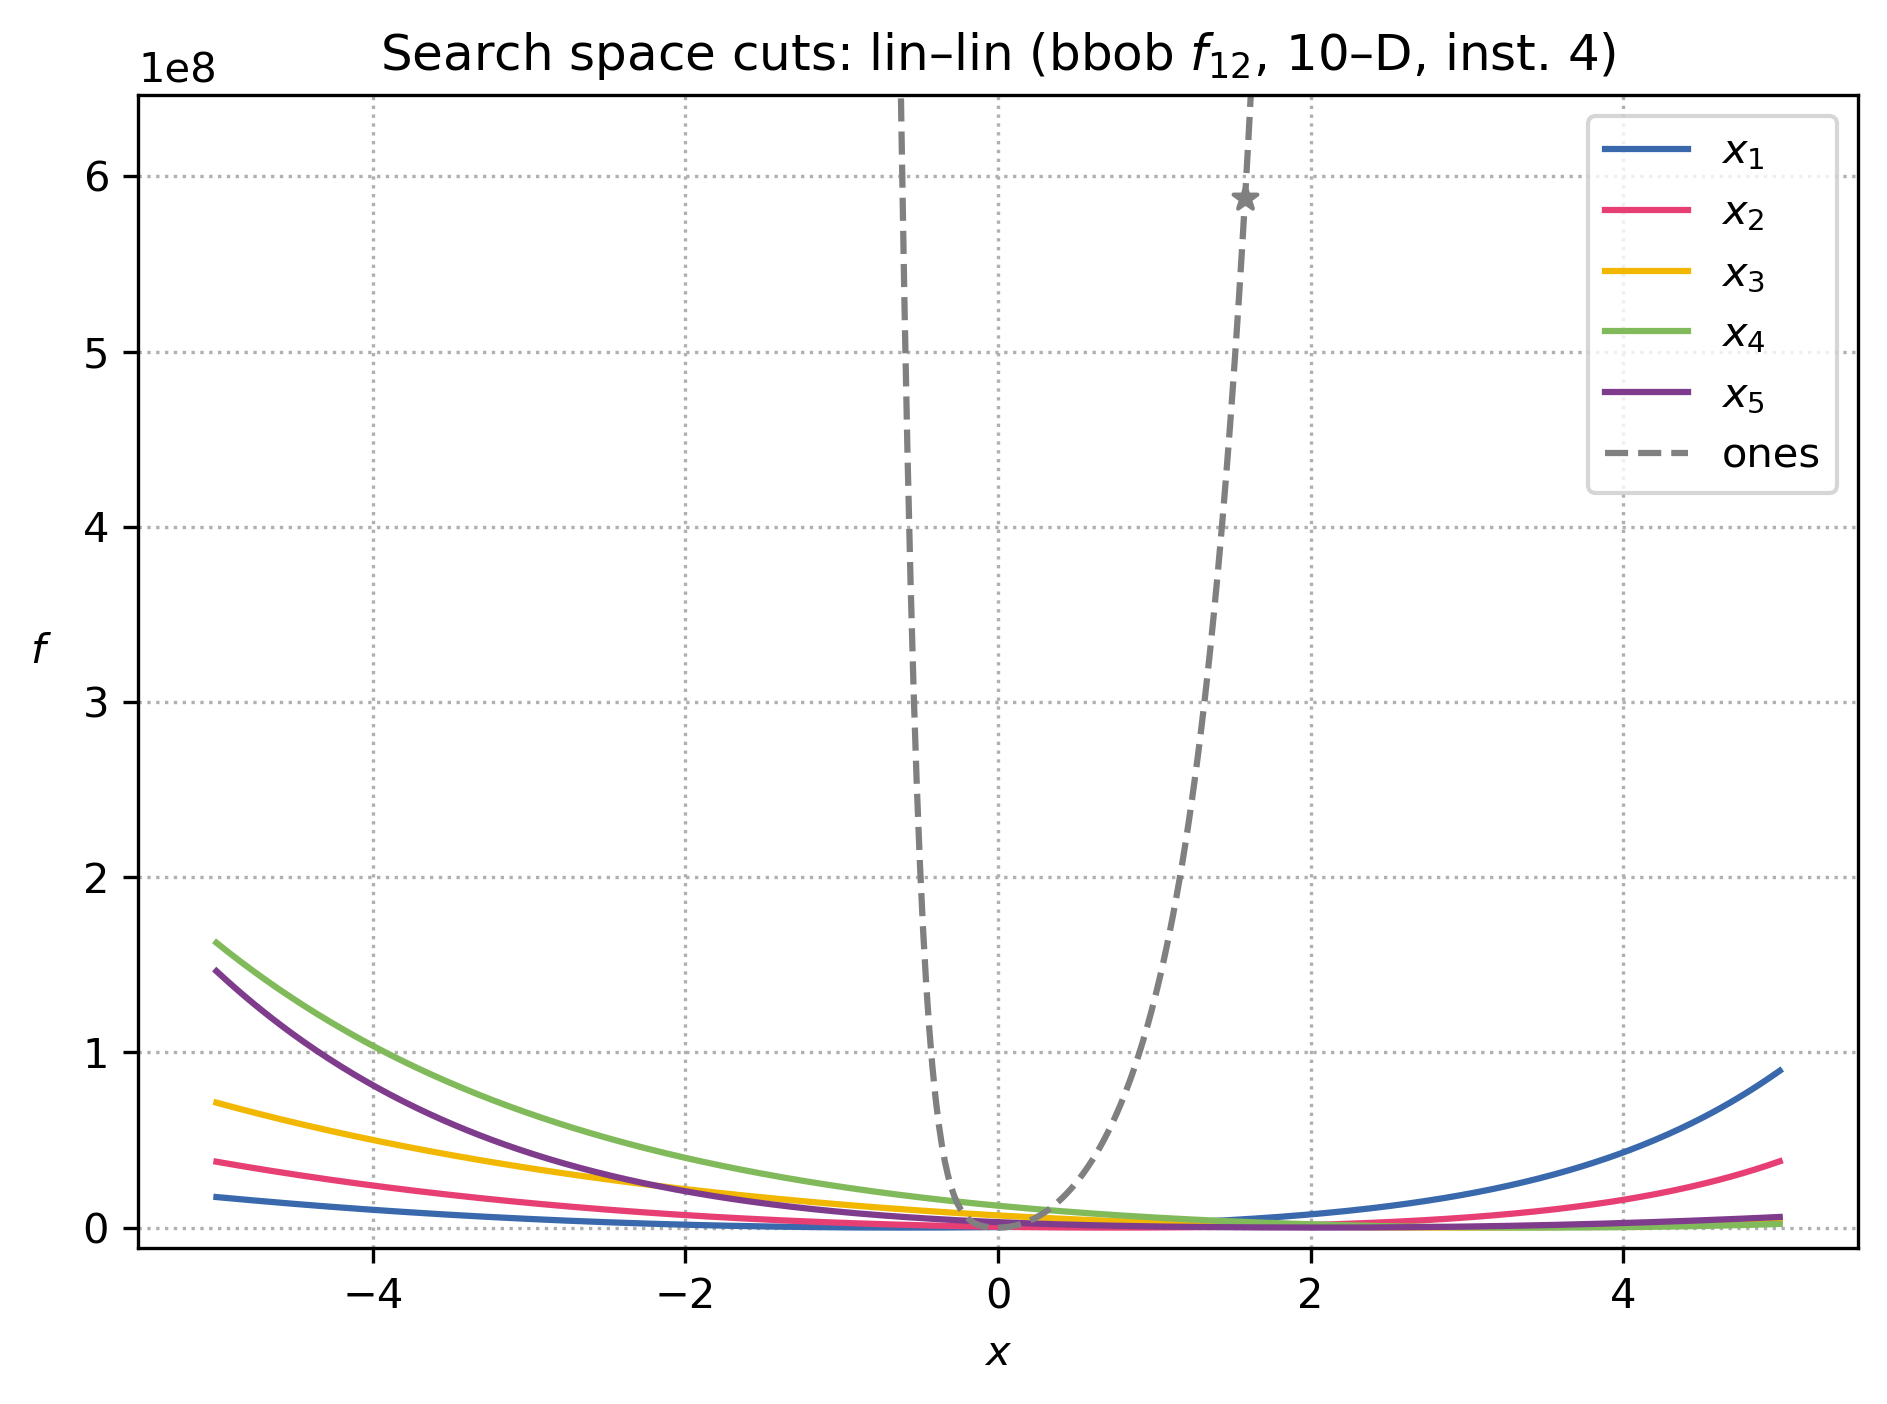 Search space cuts: lin–lin (bbob f₁₂, 10–D, inst. 4)
1e8
6
5
4
3
2
1
0
f
−4
−2
0
2
4
x
x₁
x₂
x₃
x₄
x₅
ones